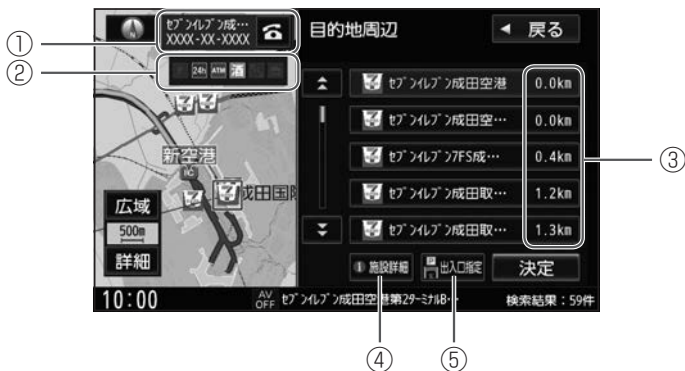 ①
セブンイレブン成…
XXXX-XX-XXXX
②
24h ATM 酒
目的地周辺
◀ 戻る
セブンイレブン成田空港 0.0km
セブンイレブン成田空… 0.0km
セブンイレブン7FS成… 0.4km
セブンイレブン成田取… 1.2km
セブンイレブン成田取… 1.3km
③
新空港
成田国際
広域
500m
詳細
施設詳細
P 出入口指定
決定
10:00
AV OFF
セブンイレブン成田空港第2ターミナルB…
検索結果:59件
④
⑤